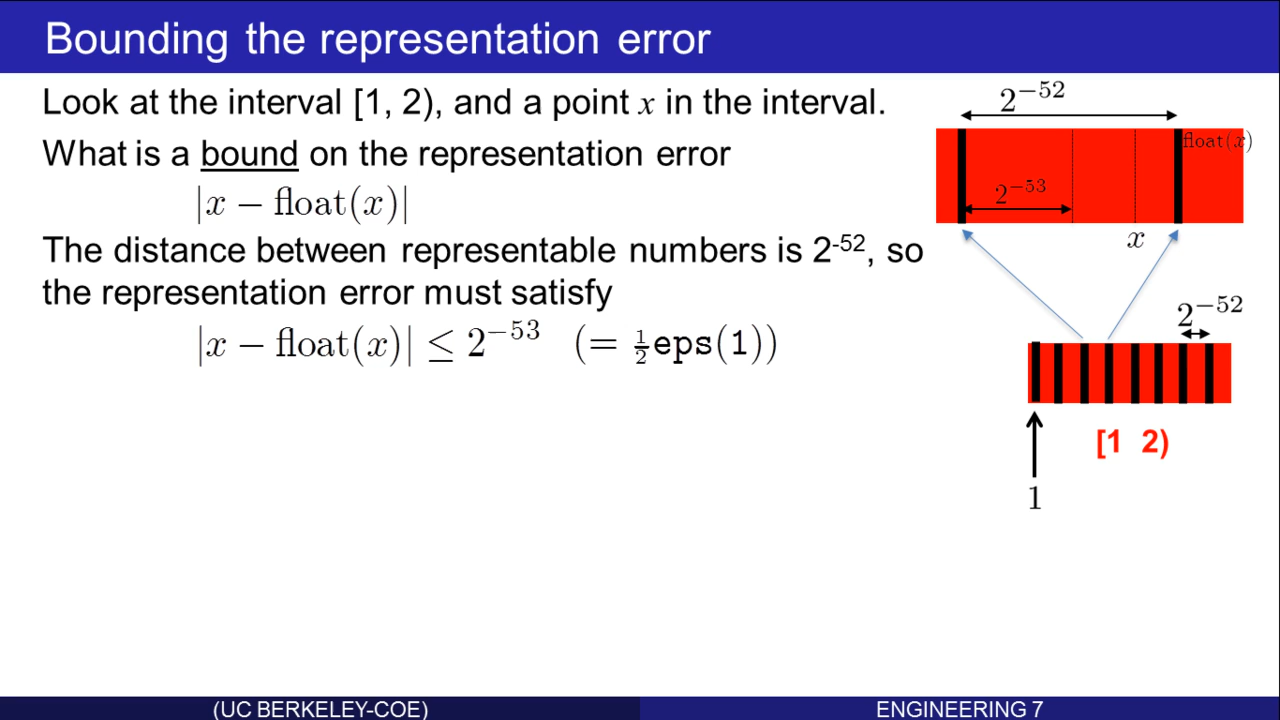 Bounding the representation error
Look at the interval [1, 2), and a point x in the interval.
What is a bound on the representation error
|x − float(x)|
The distance between representable numbers is 2⁻⁵², so
the representation error must satisfy
|x − float(x)| ≤ 2⁻⁵³ (= ½eps(1))
2⁻⁵²
float(x)
2⁻⁵³
x
2⁻⁵²
[1 2)
1
(UC BERKELEY-COE)
ENGINEERING 7